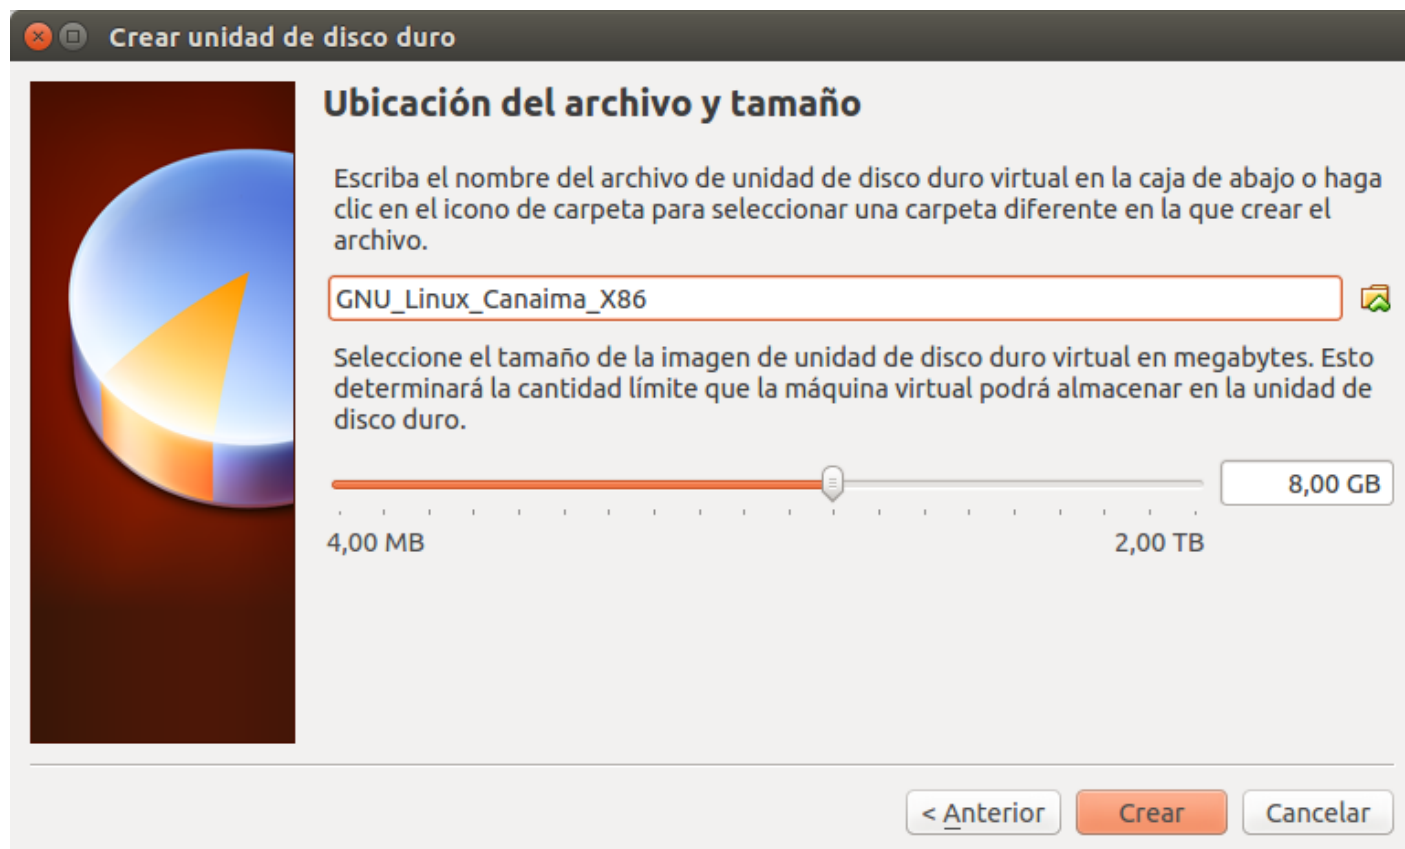 Crear unidad de disco duro
Ubicación del archivo y tamaño
Escriba el nombre del archivo de unidad de disco duro virtual en la caja de abajo o haga
clic en el icono de carpeta para seleccionar una carpeta diferente en la que crear el
archivo.
GNU_Linux_Canaima_X86
Seleccione el tamaño de la imagen de unidad de disco duro virtual en megabytes. Esto
determinará la cantidad límite que la máquina virtual podrá almacenar en la unidad de
disco duro.
8,00 GB
4,00 MB 2,00 TB
< Anterior Crear Cancelar